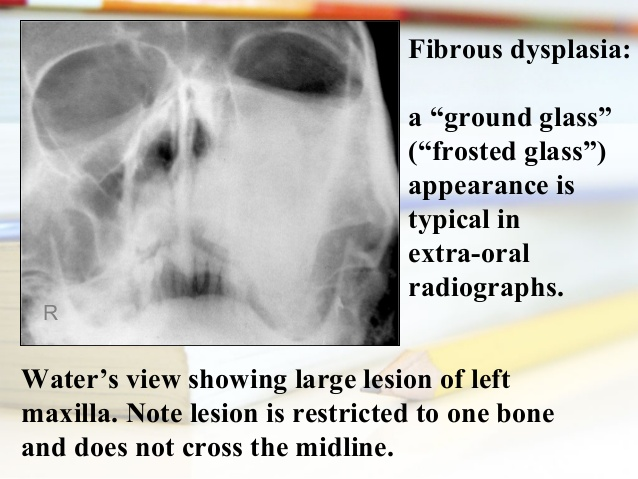 Fibrous dysplasia:
a “ground glass”
(“frosted glass”)
appearance is
typical in
extra-oral
radiographs.
R
Water’s view showing large lesion of left
maxilla. Note lesion is restricted to one bone
and does not cross the midline.